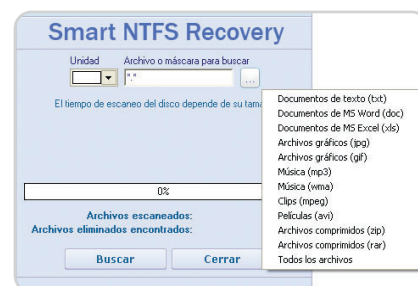 Smart NTFS Recovery
Unidad Archivo o máscara para buscar
"*.*" ...
El tiempo de escaneo del disco depende de su
0%
Archivos escaneados:
Archivos eliminados encontrados:
Buscar Cerrar
Documentos de texto (txt)
Documentos de MS Word (doc)
Documentos de MS Excel (xls)
Archivos gráficos (jpg)
Archivos gráficos (gif)
Música (mp3)
Música (wma)
Clips (mpeg)
Películas (avi)
Archivos comprimidos (zip)
Archivos comprimidos (rar)
Todos los archivos